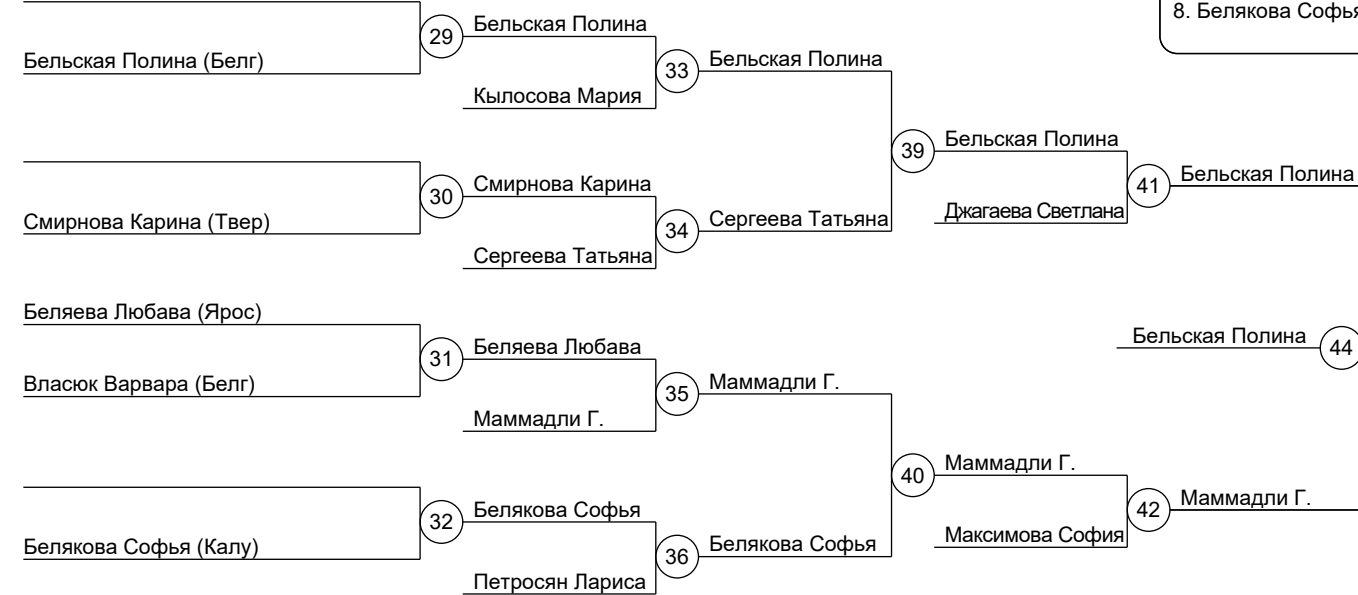 8. Белякова Софья
Бельская Полина (Белг)
29
Бельская Полина
Кылосова Мария
33
Бельская Полина
Смирнова Карина (Твер)
30
Смирнова Карина
Сергеева Татьяна
34
Сергеева Татьяна
39
Бельская Полина
Джагаева Светлана
41
Бельская Полина
Беляева Любава (Ярос)
Власюк Варвара (Белг)
31
Беляева Любава
Маммадли Г.
35
Маммадли Г.
Бельская Полина
44
Белякова Софья (Калу)
32
Белякова Софья
Петросян Лариса
36
Белякова Софья
40
Маммадли Г.
Максимова София
42
Маммадли Г.